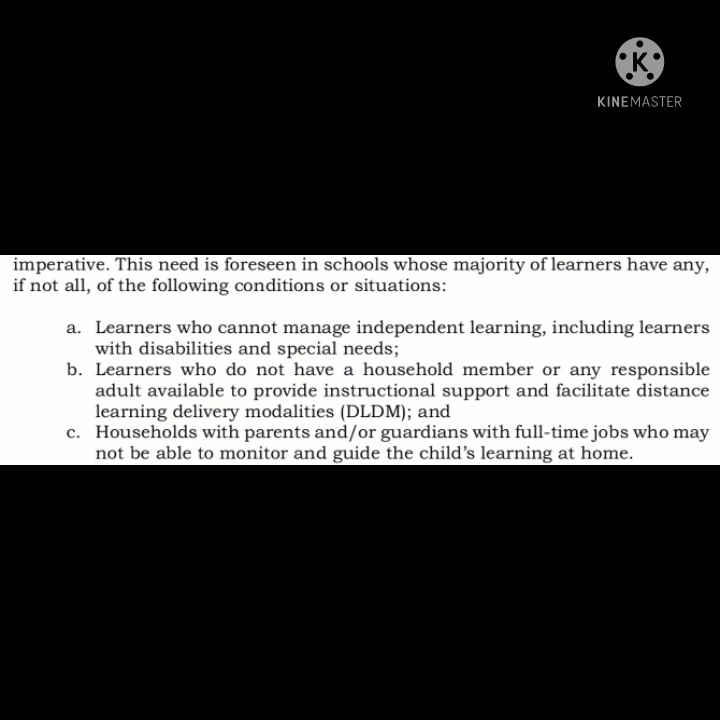 K
KINEMASTER
imperative. This need is foreseen in schools whose majority of learners have any,
if not all, of the following conditions or situations:
a. Learners who cannot manage independent learning, including learners
with disabilities and special needs;
b. Learners who do not have a household member or any responsible
adult available to provide instructional support and facilitate distance
learning delivery modalities (DLDM); and
c. Households with parents and/or guardians with full-time jobs who may
not be able to monitor and guide the child's learning at home.